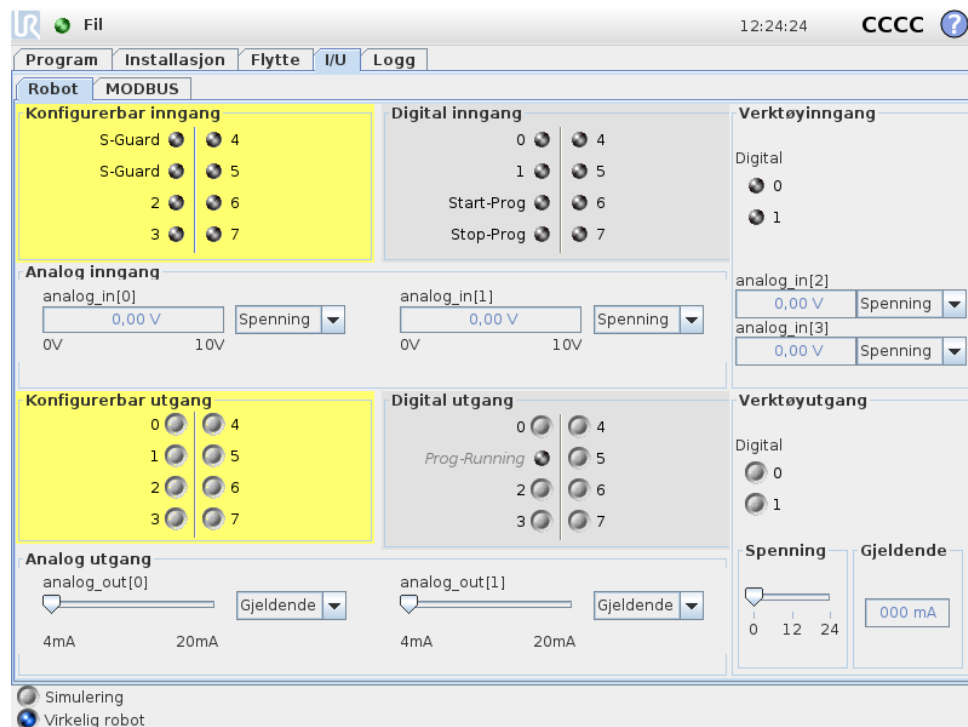 UR Fil 12:24:24 CCCC ?
Program Installasjon Flytte I/U Logg
Robot MODBUS
Konfigurerbar inngang
S-Guard 4
S-Guard 5
2 6
3 7
Digital inngang
0 4
1 5
Start-Prog 6
Stop-Prog 7
Verktøyinngang
Digital
0
1
analog_in[2]
0,00 V Spenning
analog_in[3]
0,00 V Spenning
Analog inngang
analog_in[0]
0,00 V Spenning
0V 10V
analog_in[1]
0,00 V Spenning
0V 10V
Konfigurerbar utgang
0 4
1 5
2 6
3 7
Digital utgang
0 4
Prog-Running 5
2 6
3 7
Verktøyutgang
Digital
0
1
Spenning
0 12 24
Gjeldende
000 mA
Analog utgang
analog_out[0]
Gjeldende
4mA 20mA
analog_out[1]
Gjeldende
4mA 20mA
Simulering
Virkelig robot